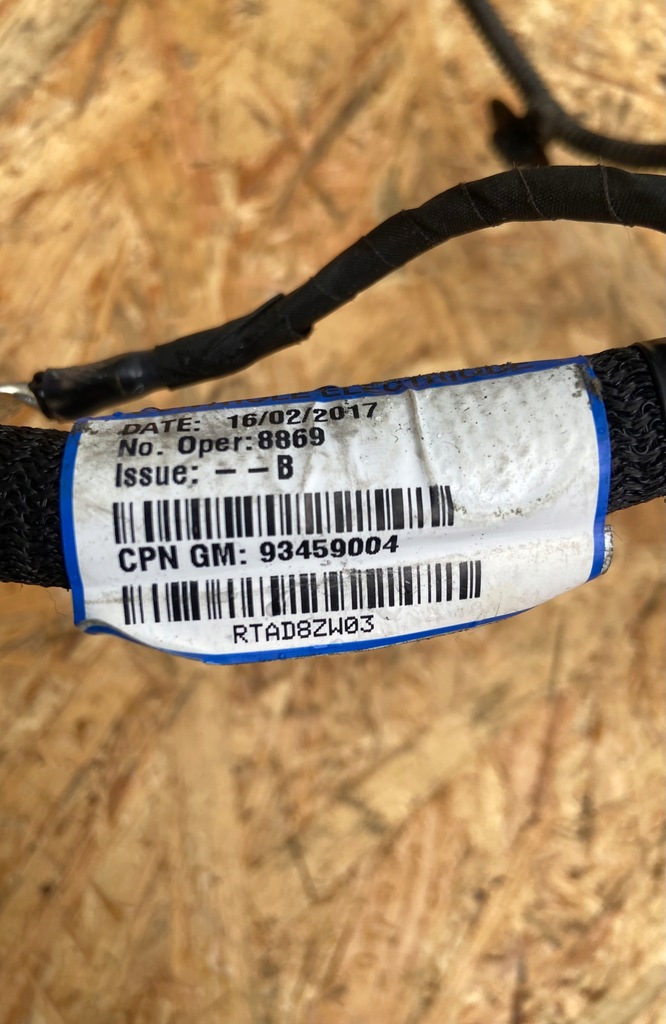 DATE: 16/02/2017
No. Oper:8869
Issue: – – B
CPN GM: 93459004
RTAD8ZW03